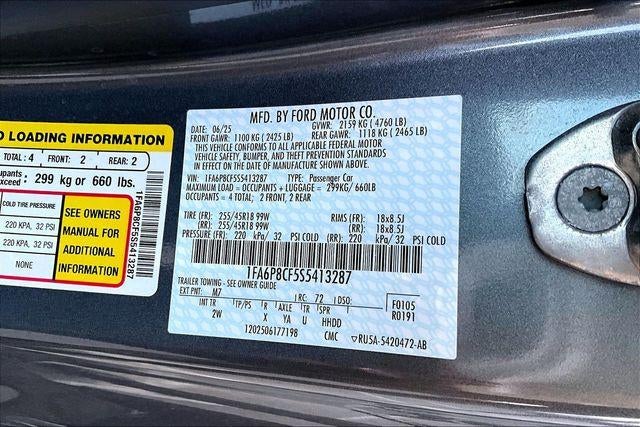 D LOADING INFORMATION
TOTAL: 4 FRONT: 2 REAR: 2
299 kg or 660 lbs.
COLD TIRE PRESSURE
220 KPA, 32 PSI
220 KPA, 32 PSI
NONE
SEE OWNERS
MANUAL FOR
ADDITIONAL
INFORMATION
1FA6P8CF5S5413287
MFD. BY FORD MOTOR CO.
DATE: 06/25 GVWR: 2159 KG ( 4760 LB)
FRONT GAWR: 1100 KG ( 2425 LB) REAR GAWR: 1118 KG ( 2465 LB)
THIS VEHICLE CONFORMS TO ALL APPLICABLE FEDERAL MOTOR
VEHICLE SAFETY, BUMPER, AND THEFT PREVENTION STANDARDS
IN EFFECT ON THE DATE OF MANUFACTURE SHOWN ABOVE.
VIN: 1FA6P8CF5S5413287 TYPE: Passenger Car
MAXIMUM LOAD = OCCUPANTS + LUGGAGE = 299KG/ 660LB
OCCUPANTS = 4 TOTAL; 2 FRONT, 2 REAR
TIRE (FF): 255/45R18 99W RIMS (FF): 18x8.5J
(RR): 255/45R18 99W (RR): 18x8.5J
PRESSURE (FF): 220 kPa/ 32 PSI COLD (RR): 220 kPa/ 32 PSI COLD
1FA6P8CF5S5413287
TRAILER TOWING - SEE OWNER GUIDE
EXT PNT: M7 RC: 72 DSO: F0105
INT TR TP/PS R AXLE TR SPR R0191
2W X YA U HHDD
1202506177198 CMC ▽RU5A-5420472-AB